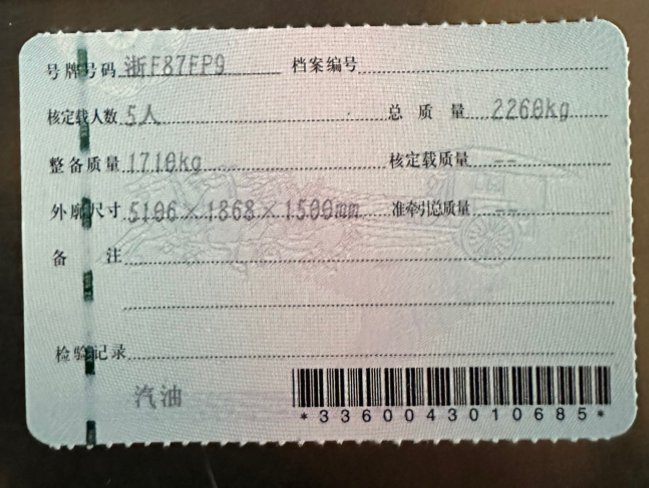 号牌号码 浙F87FP9 档案编号
核定载人数 5人 总质量 2260kg
整备质量 1710kg 核定载质量 --
外廓尺寸 5106×1868×1500mm 准牵引总质量 --
备注
检验记录
汽油
*3360043010685*